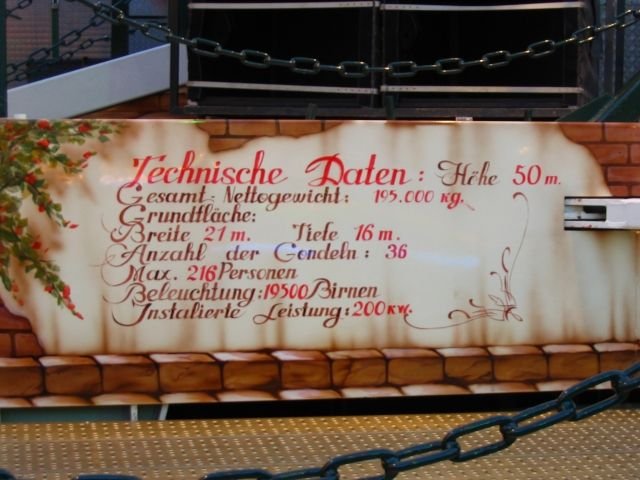 Technische Daten: Höhe 50 m.
Gesamt: Nettogewicht: 195.000 kg.
Grundfläche:
Breite 21 m. Tiefe 16 m.
Anzahl der Gondeln: 36
Max. 216 Personen
Beleuchtung: 19500 Birnen
Instalierte Leistung: 200 KW.